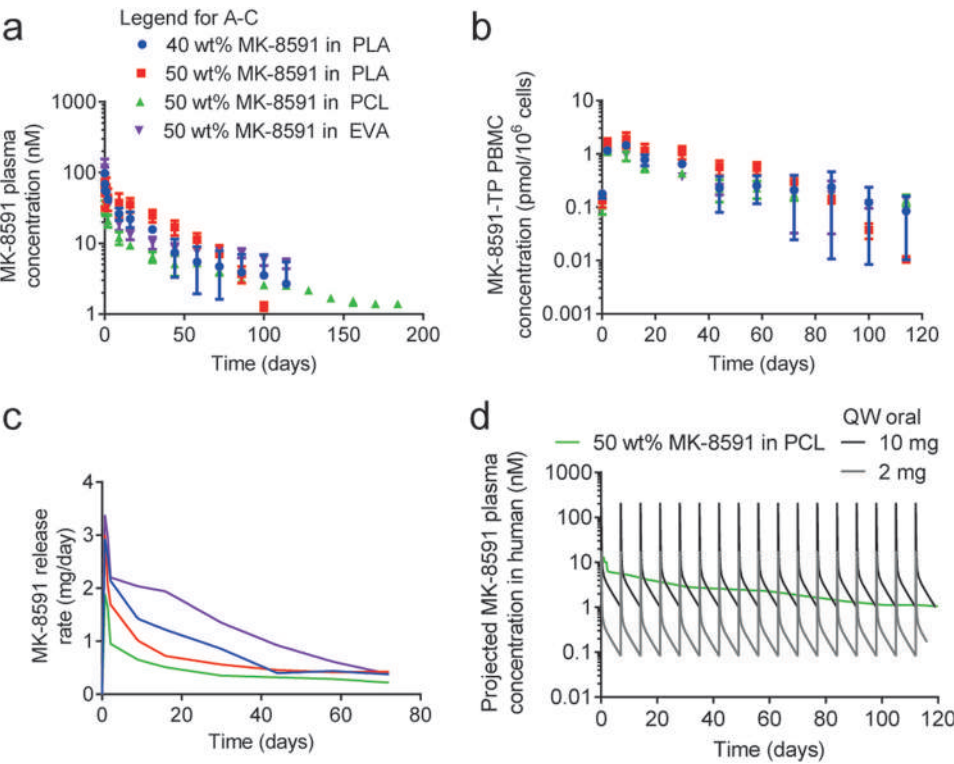 a
Legend for A-C
40 wt% MK-8591 in PLA
50 wt% MK-8591 in PLA
50 wt% MK-8591 in PCL
50 wt% MK-8591 in EVA
MK-8591 plasma
concentration (nM)
1000
100
10
1
0 50 100 150 200
Time (days)
b
MK-8591-TP PBMC
concentration (pmol/10⁶ cells)
10
1
0.1
0.01
0.001
0 20 40 60 80 100 120
Time (days)
c
MK-8591 release
rate (mg/day)
4
3
2
1
0
0 20 40 60 80
Time (days)
d
QW oral
50 wt% MK-8591 in PCL
10 mg
2 mg
Projected MK-8591 plasma
concentration in human (nM)
1000
100
10
1
0.1
0.01
0 20 40 60 80 100 120
Time (days)